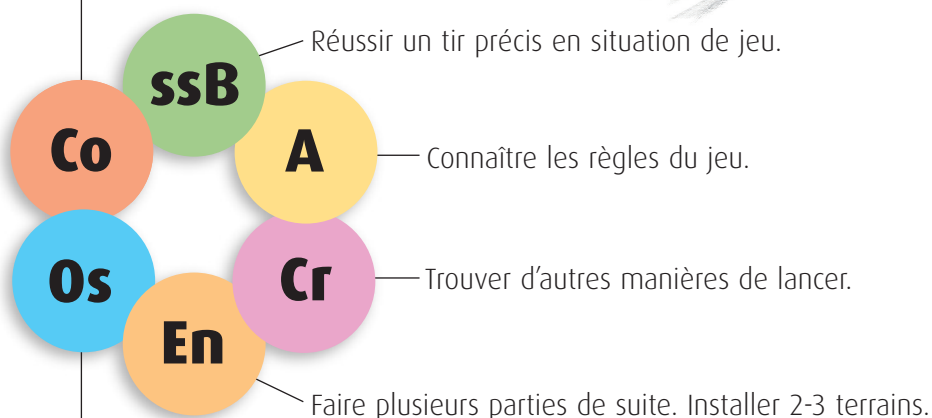 ssB
Réussir un tir précis en situation de jeu.
Co
A
Connaître les règles du jeu.
Os
Cr
Trouver d'autres manières de lancer.
En
Faire plusieurs parties de suite. Installer 2-3 terrains.